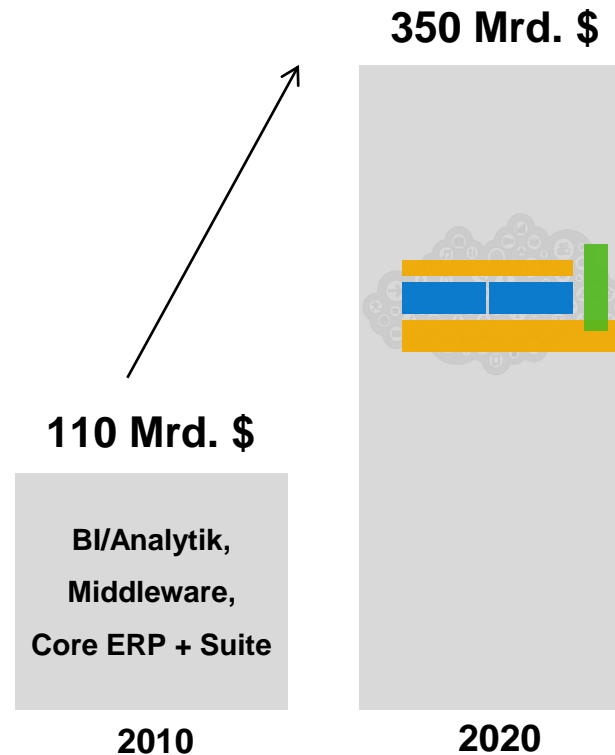 350 Mrd. $
110 Mrd. $
BI/Analytik,
Middleware,
Core ERP + Suite
2010
2020